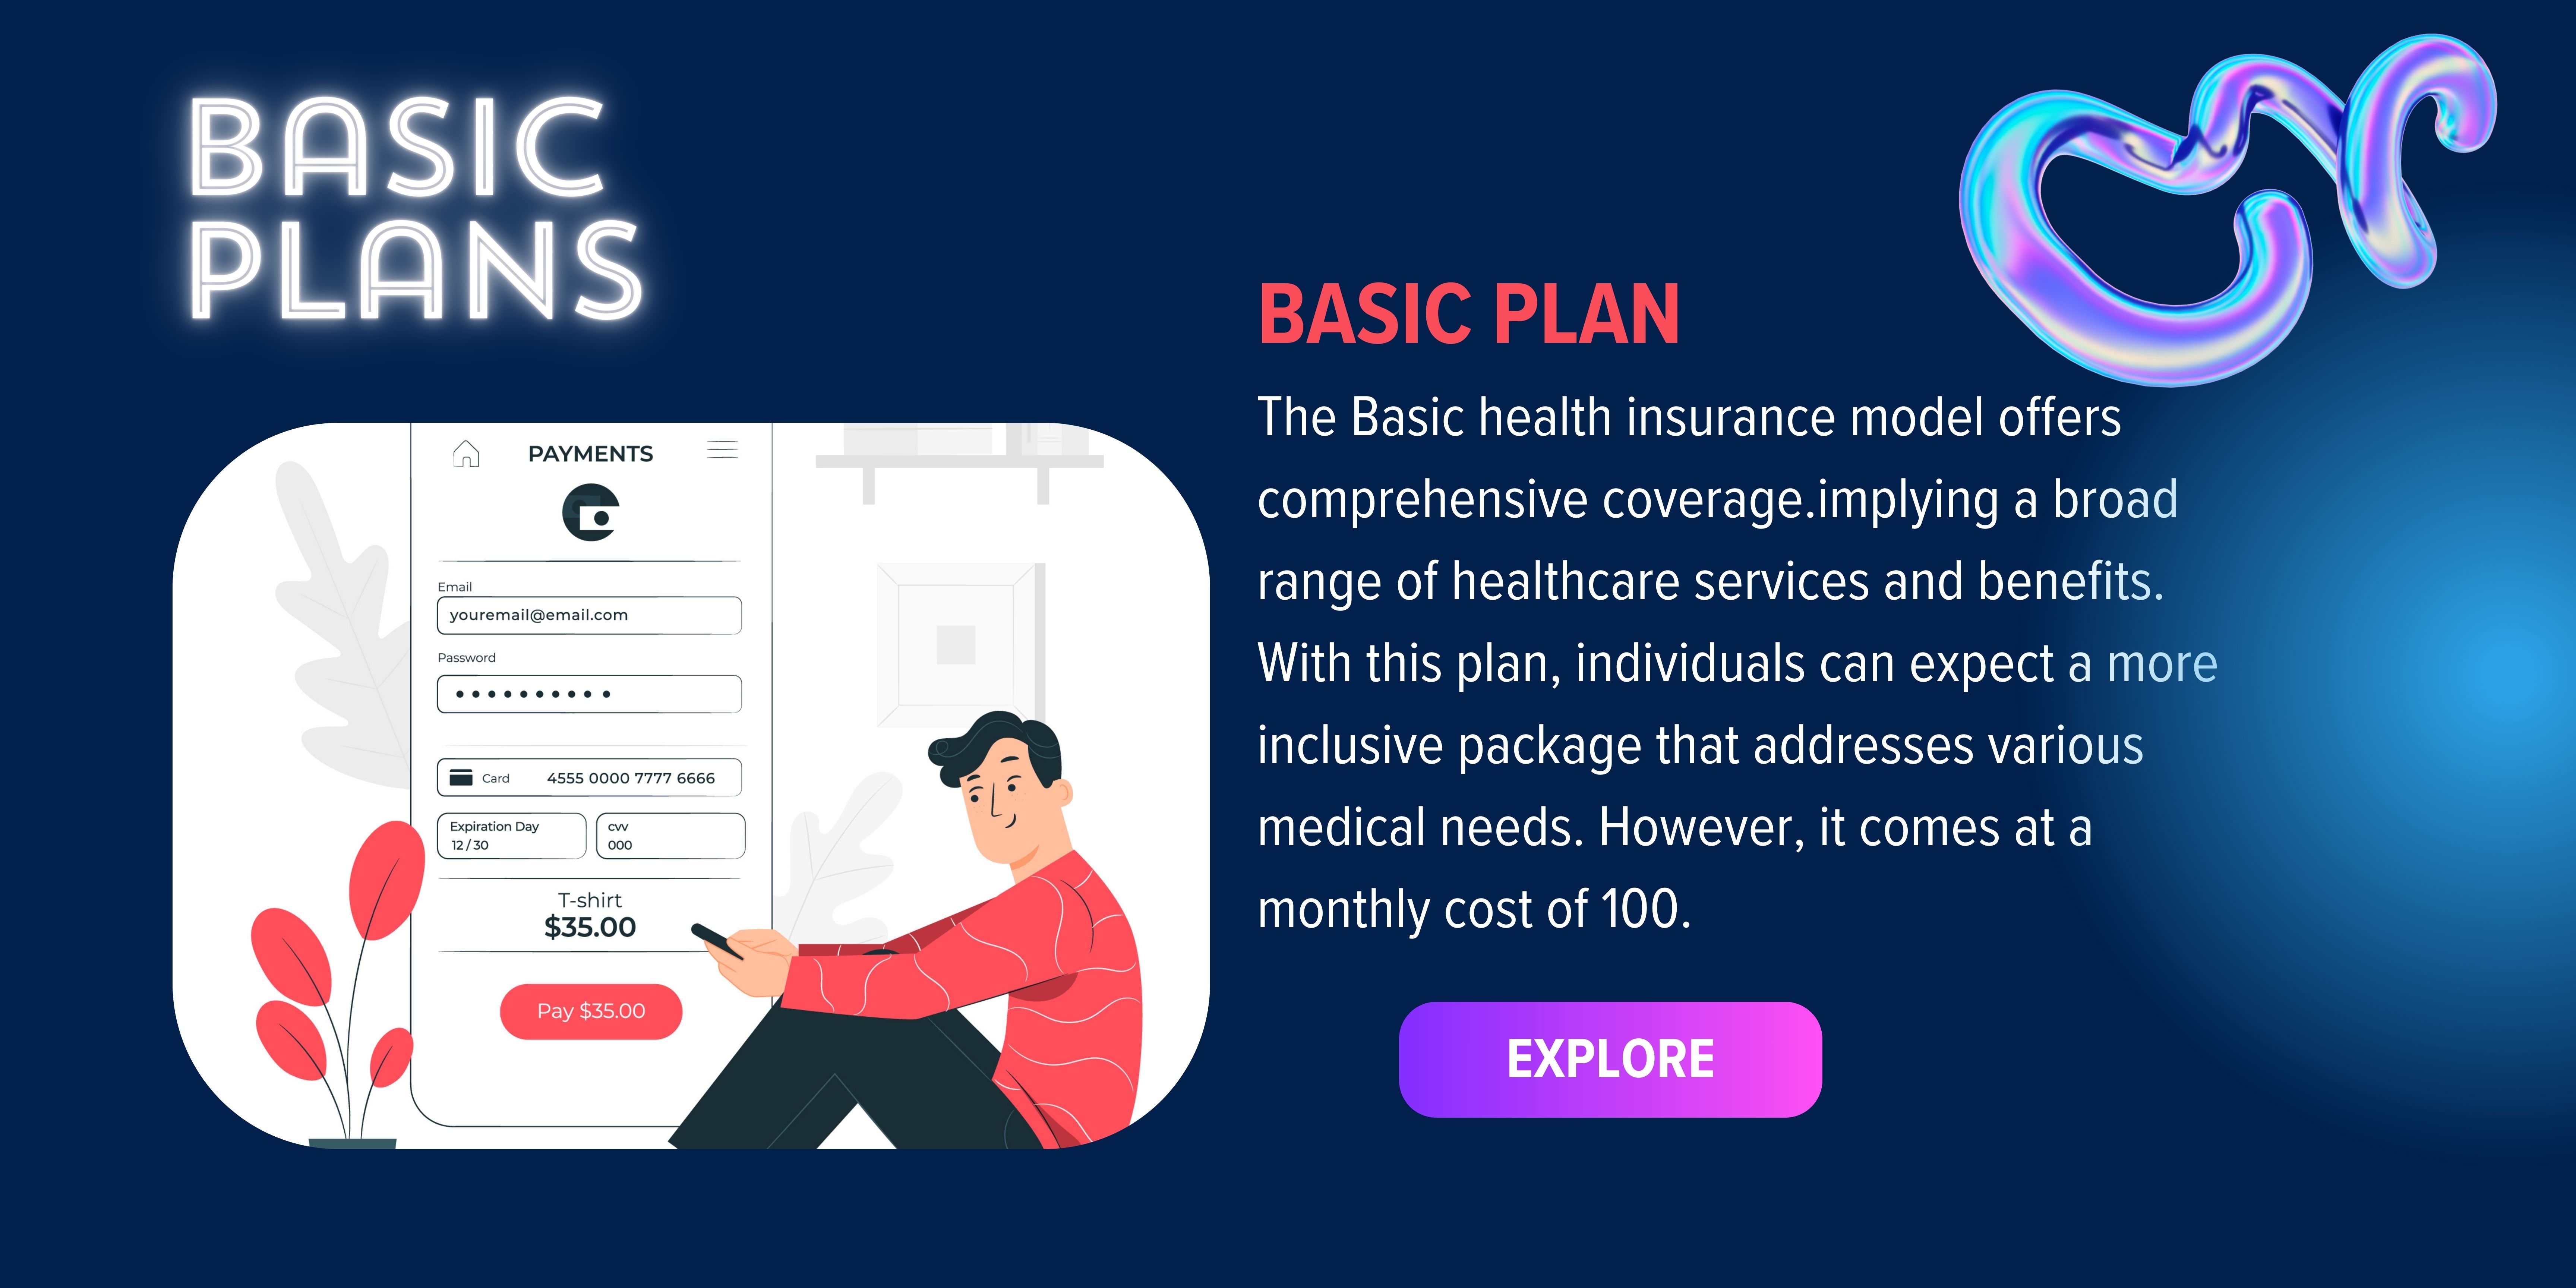 BASIC
PLANS
PAYMENTS
Email
youremail@email.com
Password
Card 4555 0000 7777 6666
Expiration Day
12 / 30
cvv
000
T-shirt
$35.00
Pay $35.00
BASIC PLAN
The Basic health insurance model offers
comprehensive coverage.implying a broad
range of healthcare services and benefits.
With this plan, individuals can expect a more
inclusive package that addresses various
medical needs. However, it comes at a
monthly cost of 100.
EXPLORE